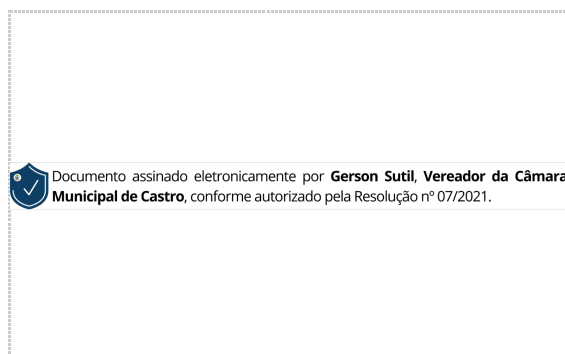 Documento assinado eletronicamente por Gerson Sutil, Vereador da Câmara
Municipal de Castro, conforme autorizado pela Resolução nº 07/2021.